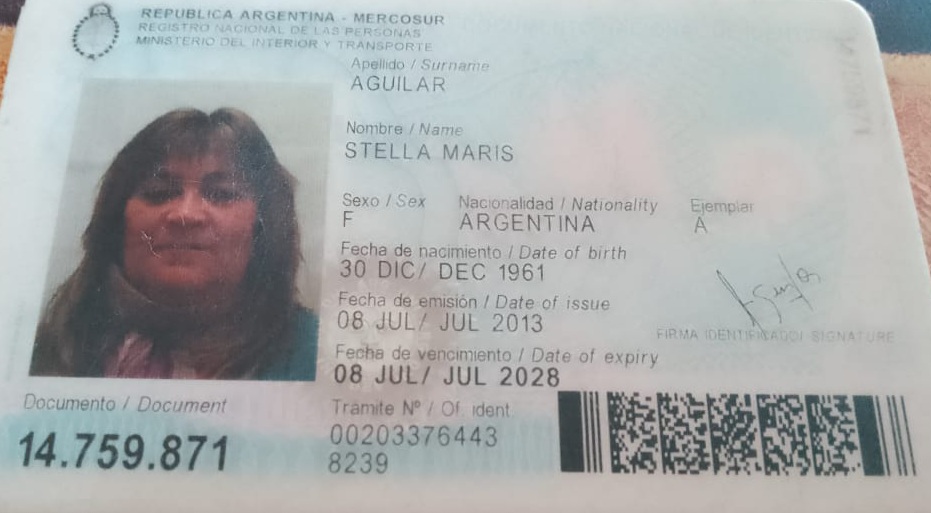 REPUBLICA ARGENTINA - MERCOSUR
REGISTRO NACIONAL DE LAS PERSONAS
MINISTERIO DEL INTERIOR Y TRANSPORTE
Apellido / Surname
AGUILAR
Nombre / Name
STELLA MARIS
Sexo / Sex Nacionalidad / Nationality Ejemplar
F ARGENTINA A
Fecha de nacimiento / Date of birth
30 DIC/ DEC 1961
Fecha de emisión / Date of issue
08 JUL/ JUL 2013
FIRMA IDENTIFICADO/ SIGNATURE
Fecha de vencimiento / Date of expiry
08 JUL/ JUL 2028
Documento / Document Tramite Nº / Of. ident.
14.759.871 00203376443
8239